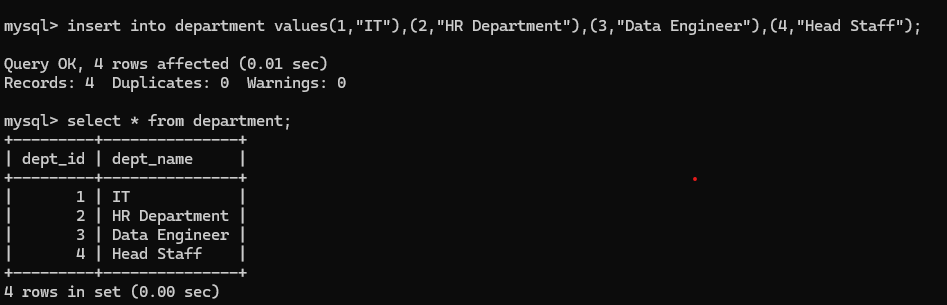 mysql> insert into department values(1,"IT"),(2,"HR Department"),(3,"Data Engineer"),(4,"Head Staff");
Query OK, 4 rows affected (0.01 sec)
Records: 4  Duplicates: 0  Warnings: 0
mysql> select * from department;
+---------+---------------+
| dept_id | dept_name     |
+---------+---------------+
|       1 | IT            |
|       2 | HR Department |
|       3 | Data Engineer |
|       4 | Head Staff    |
+---------+---------------+
4 rows in set (0.00 sec)